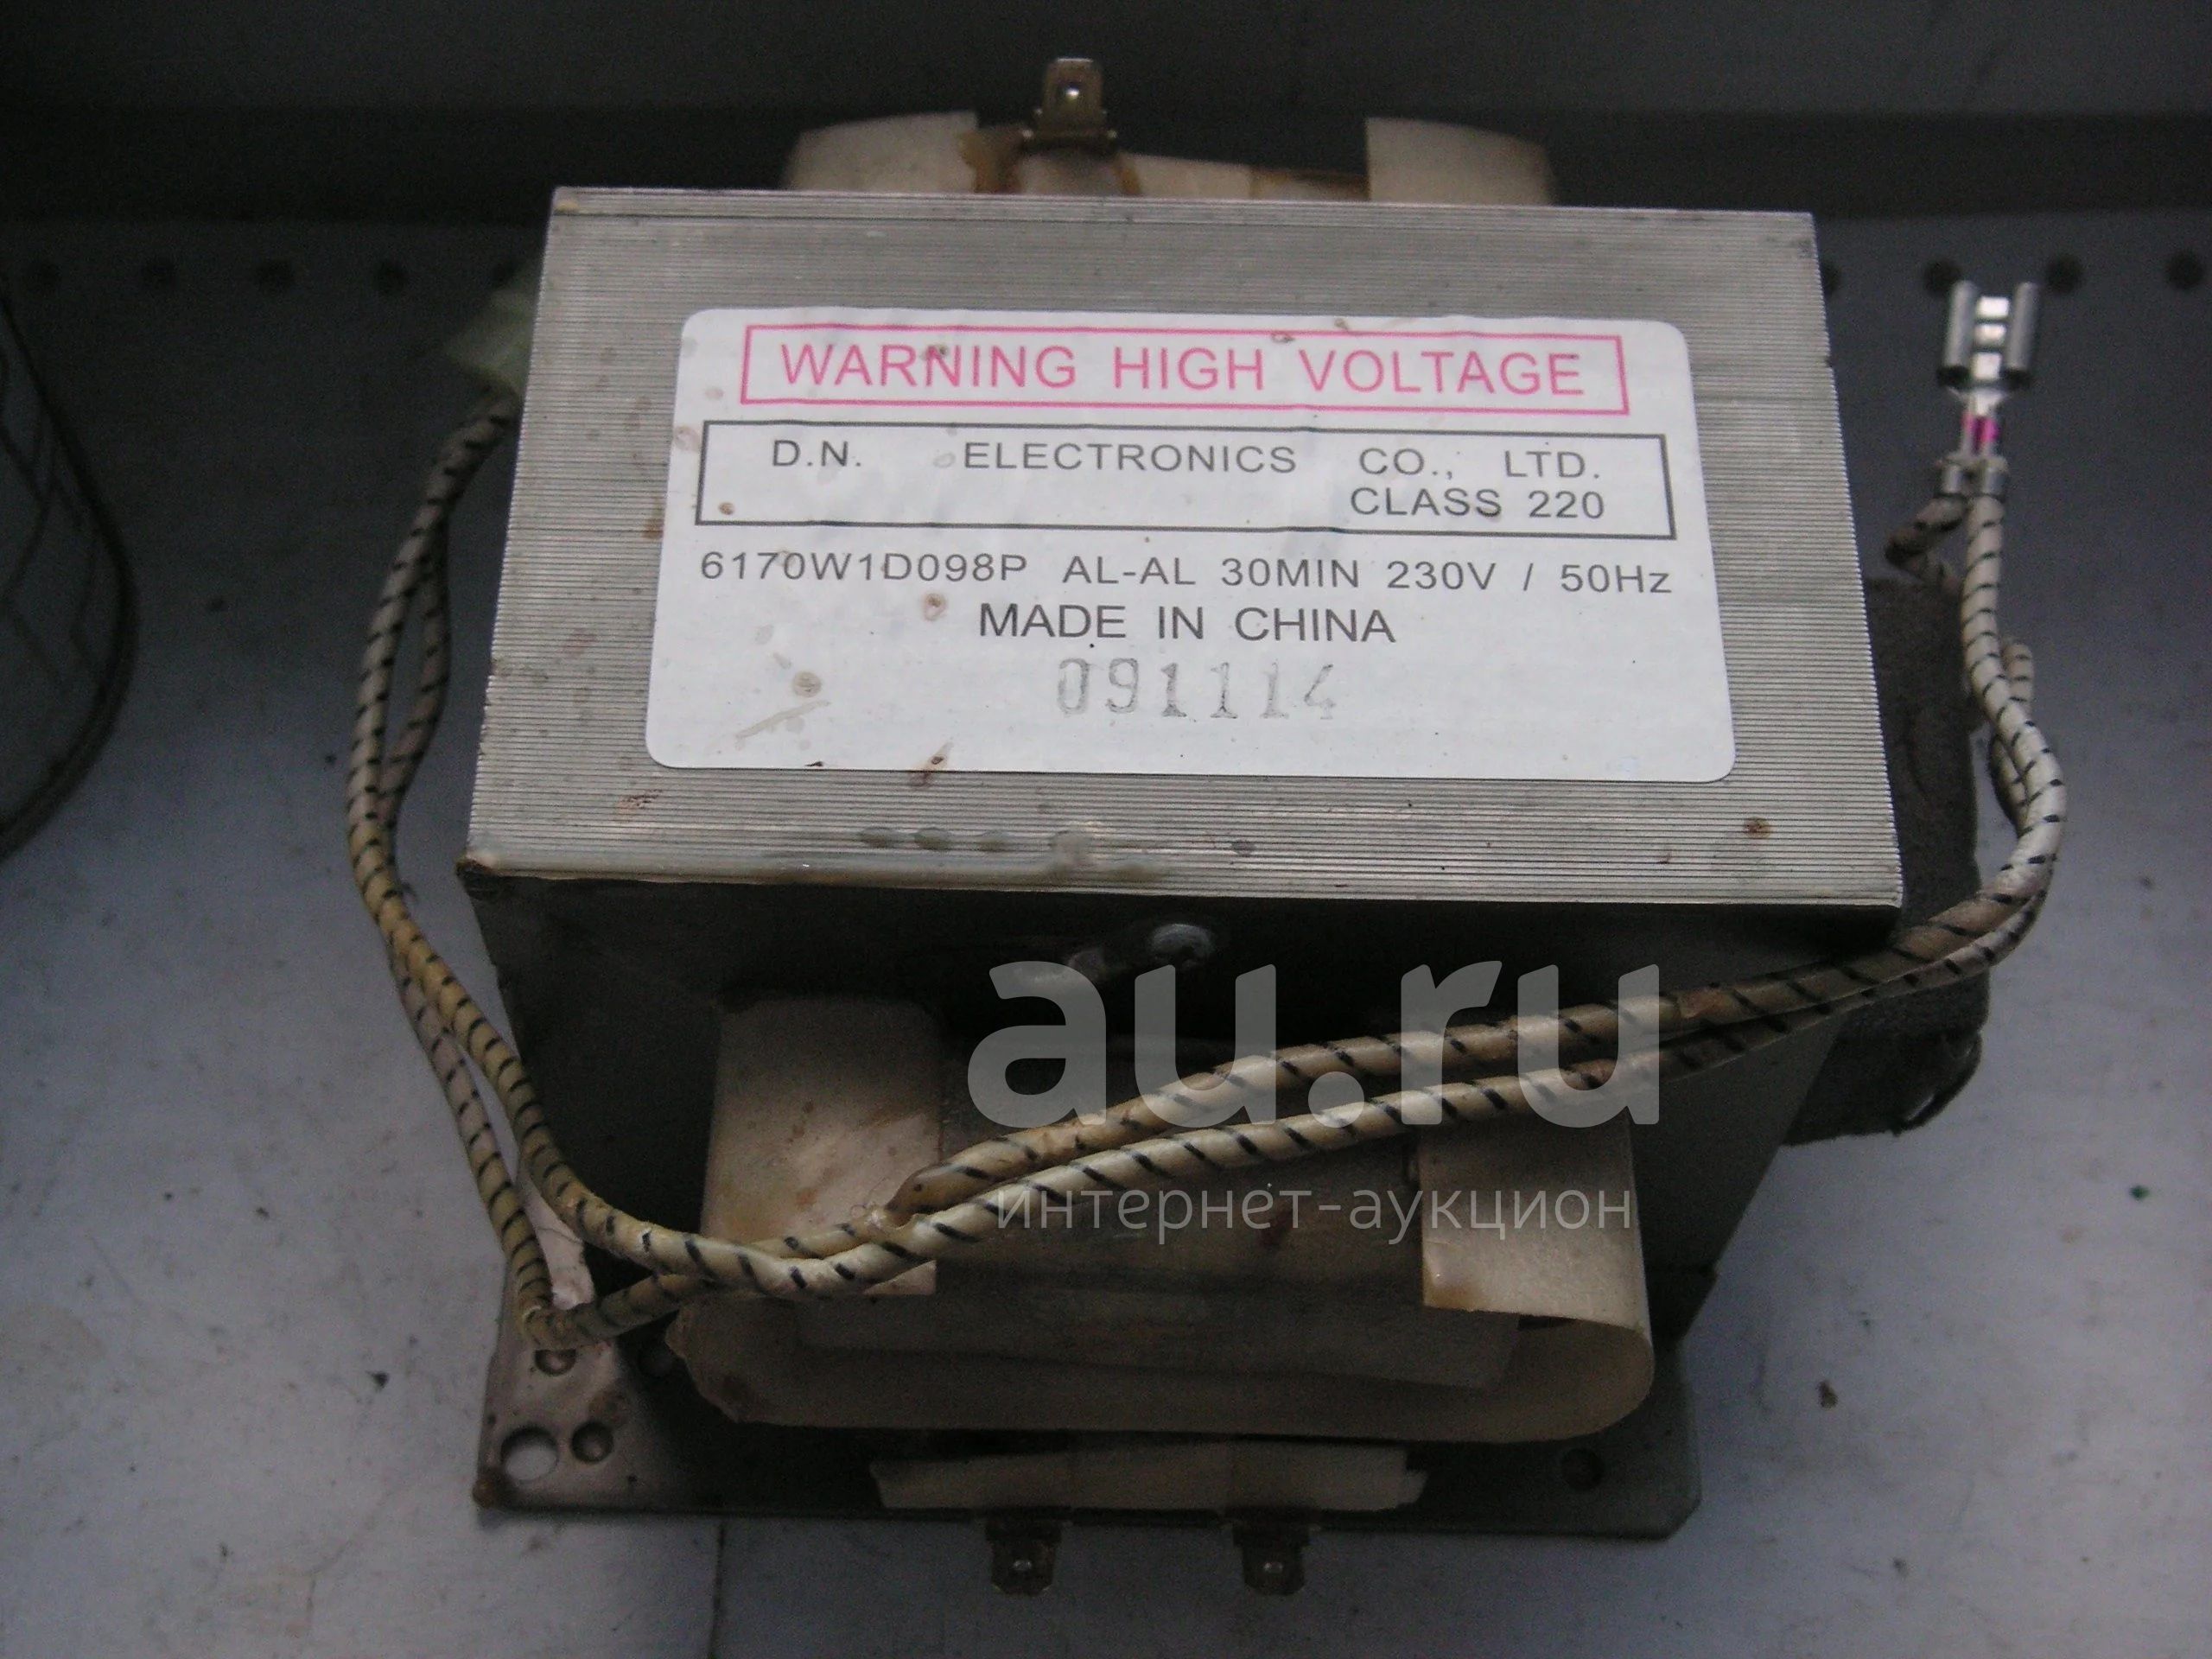 WARNING HIGH VOLTAGE
D.N. ELECTRONICS CO., LTD.
CLASS 220
6170W1D098P AL-AL 30MIN 230V / 50Hz
MADE IN CHINA
091114
au.ru
интернет-аукцион